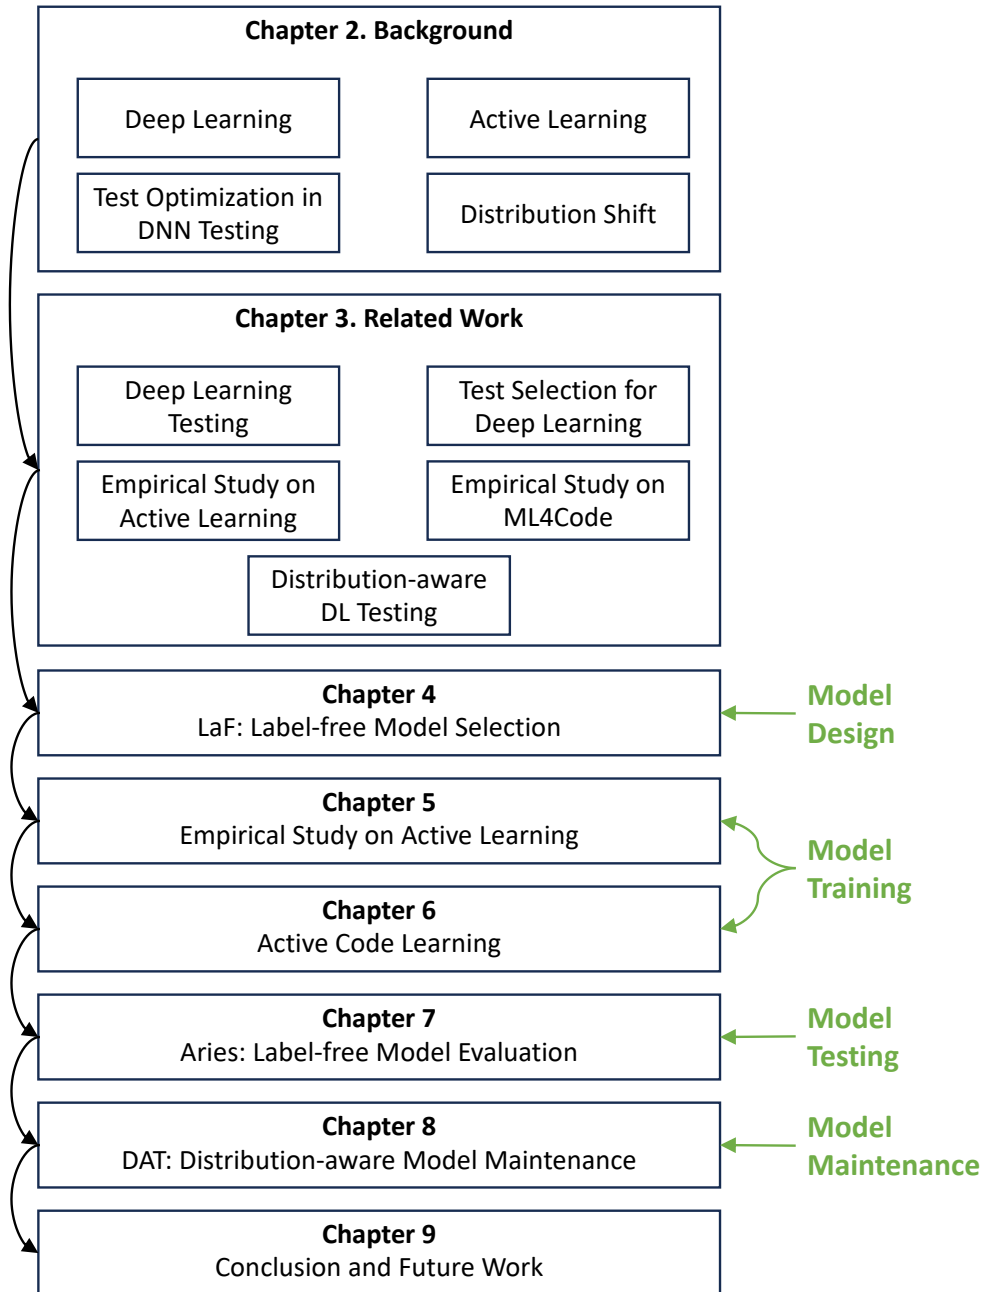 Chapter 2. Background
Deep Learning
Active Learning
Test Optimization in
DNN Testing
Distribution Shift
Chapter 3. Related Work
Deep Learning
Testing
Test Selection for
Deep Learning
Empirical Study on
Active Learning
Empirical Study on
ML4Code
Distribution-aware
DL Testing
Chapter 4
LaF: Label-free Model Selection
Model
Design
Chapter 5
Empirical Study on Active Learning
Model
Training
Chapter 6
Active Code Learning
Chapter 7
Aries: Label-free Model Evaluation
Model
Testing
Chapter 8
DAT: Distribution-aware Model Maintenance
Model
Maintenance
Chapter 9
Conclusion and Future Work